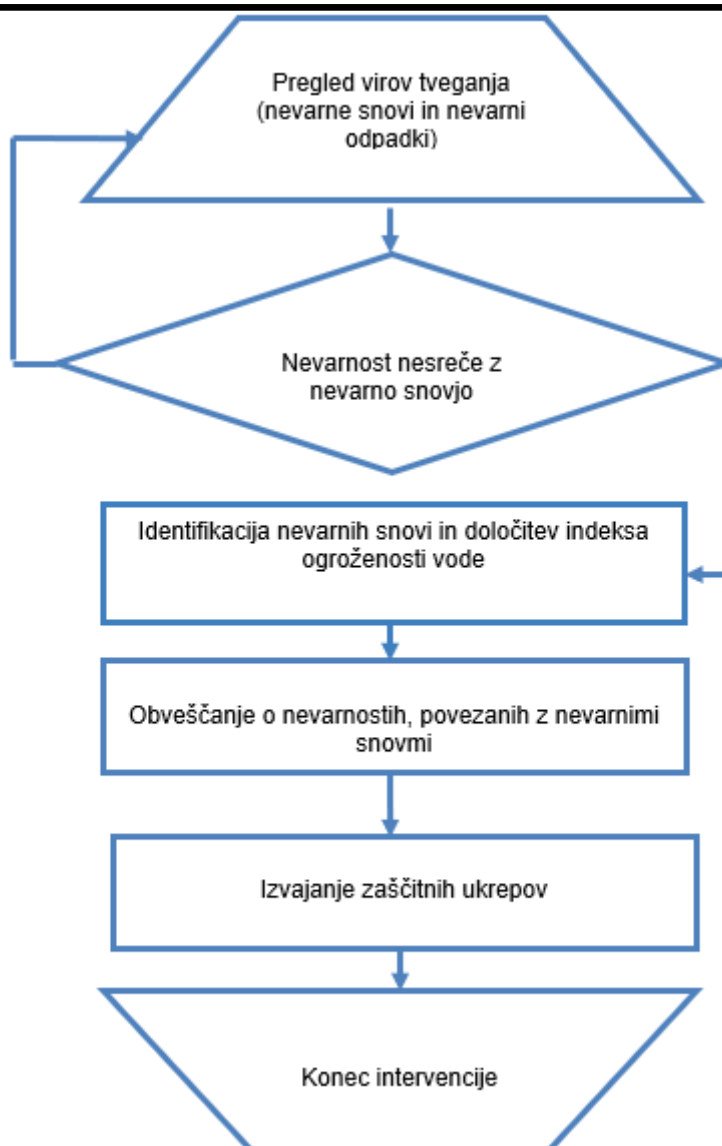 Pregled virov tveganja
(nevarne snovi in nevarni
odpadki)
Nevarnost nesreče z
nevarno snovjo
Identifikacija nevarnih snovi in določitev indeksa
ogroženosti vode
Obveščanje o nevarnostih, povezanih z nevarnimi
snovmi
Izvajanje zaščitnih ukrepov
Konec intervencije